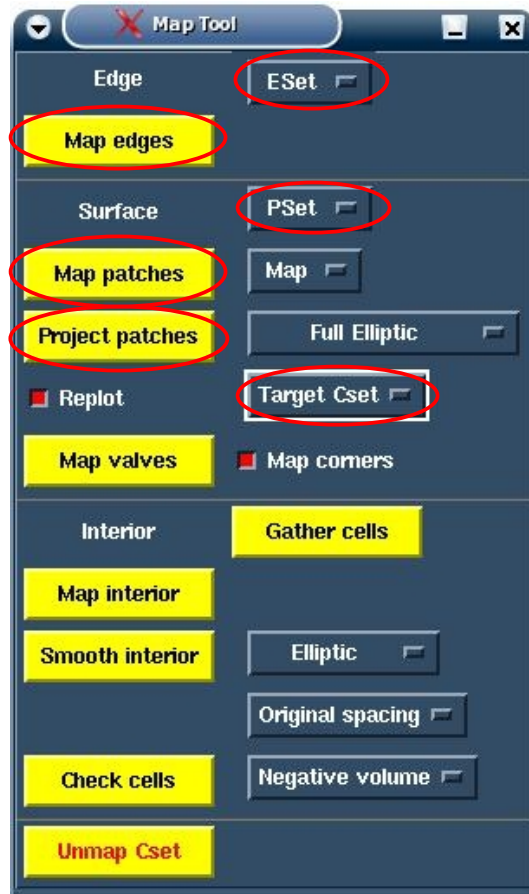 Map Tool
Edge ESet
Map edges
Surface PSet
Map patches Map
Project patches Full Elliptic
Replot Target Cset
Map valves Map corners
Interior Gather cells
Map interior
Smooth interior Elliptic
Original spacing
Check cells Negative volume
Unmap Cset